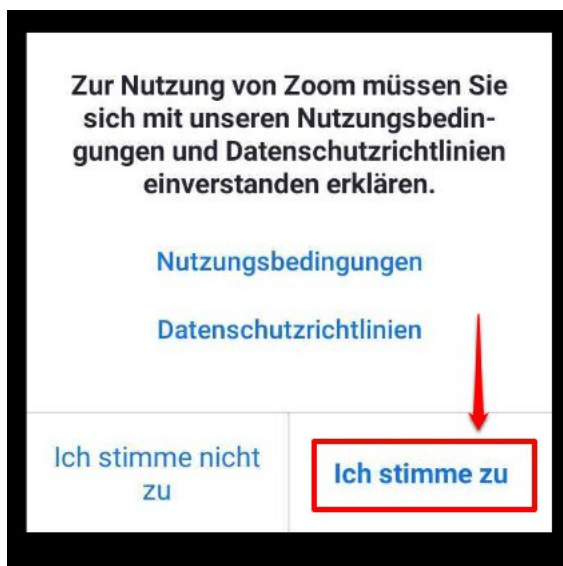 Zur Nutzung von Zoom müssen Sie
sich mit unseren Nutzungsbedin-
gungen und Datenschutzrichtlinien
einverstanden erklären.
Nutzungsbedingungen
Datenschutzrichtlinien
Ich stimme nicht
zu
Ich stimme zu